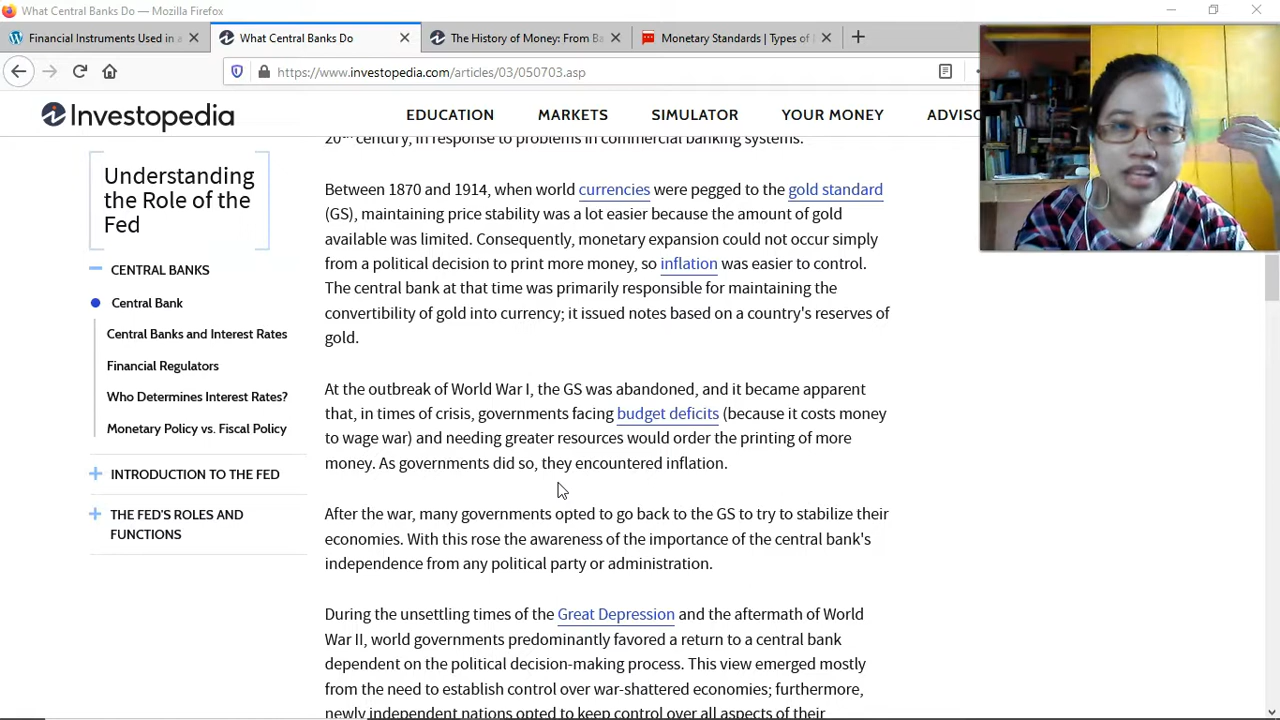 What Central Banks Do — Mozilla Firefox
Financial Instruments Used in a
What Central Banks Do
The History of Money: From Ba
Monetary Standards | Types of
https://www.investopedia.com/articles/03/050703.asp
Investopedia
EDUCATION
MARKETS
SIMULATOR
YOUR MONEY
ADVISO
Understanding
the Role of the
Fed
CENTRAL BANKS
Central Bank
Central Banks and Interest Rates
Financial Regulators
Who Determines Interest Rates?
Monetary Policy vs. Fiscal Policy
INTRODUCTION TO THE FED
THE FED'S ROLES AND
FUNCTIONS
20th century, in response to problems in commercial banking systems.
Between 1870 and 1914, when world currencies were pegged to the gold standard
(GS), maintaining price stability was a lot easier because the amount of gold
available was limited. Consequently, monetary expansion could not occur simply
from a political decision to print more money, so inflation was easier to control.
The central bank at that time was primarily responsible for maintaining the
convertibility of gold into currency; it issued notes based on a country's reserves of
gold.
At the outbreak of World War I, the GS was abandoned, and it became apparent
that, in times of crisis, governments facing budget deficits (because it costs money
to wage war) and needing greater resources would order the printing of more
money. As governments did so, they encountered inflation.
After the war, many governments opted to go back to the GS to try to stabilize their
economies. With this rose the awareness of the importance of the central bank's
independence from any political party or administration.
During the unsettling times of the Great Depression and the aftermath of World
War II, world governments predominantly favored a return to a central bank
dependent on the political decision-making process. This view emerged mostly
from the need to establish control over war-shattered economies; furthermore,
newly independent nations opted to keep control over all aspects of their